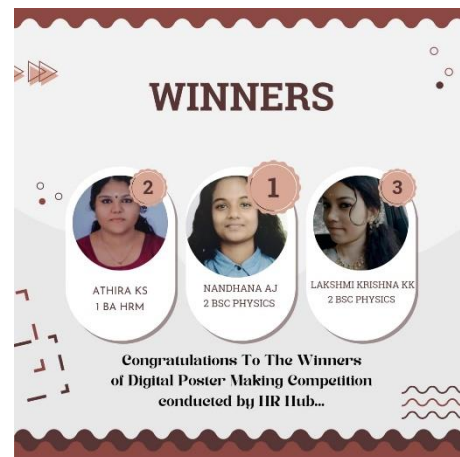 WINNERS
2
1
3
ATHIRA KS
1 BA HRM
NANDHANA AJ
2 BSC PHYSICS
LAKSHMI KRISHNA KK
2 BSC PHYSICS
Congratulations To The Winners
of Digital Poster Making Competition
conducted by HR Hub...